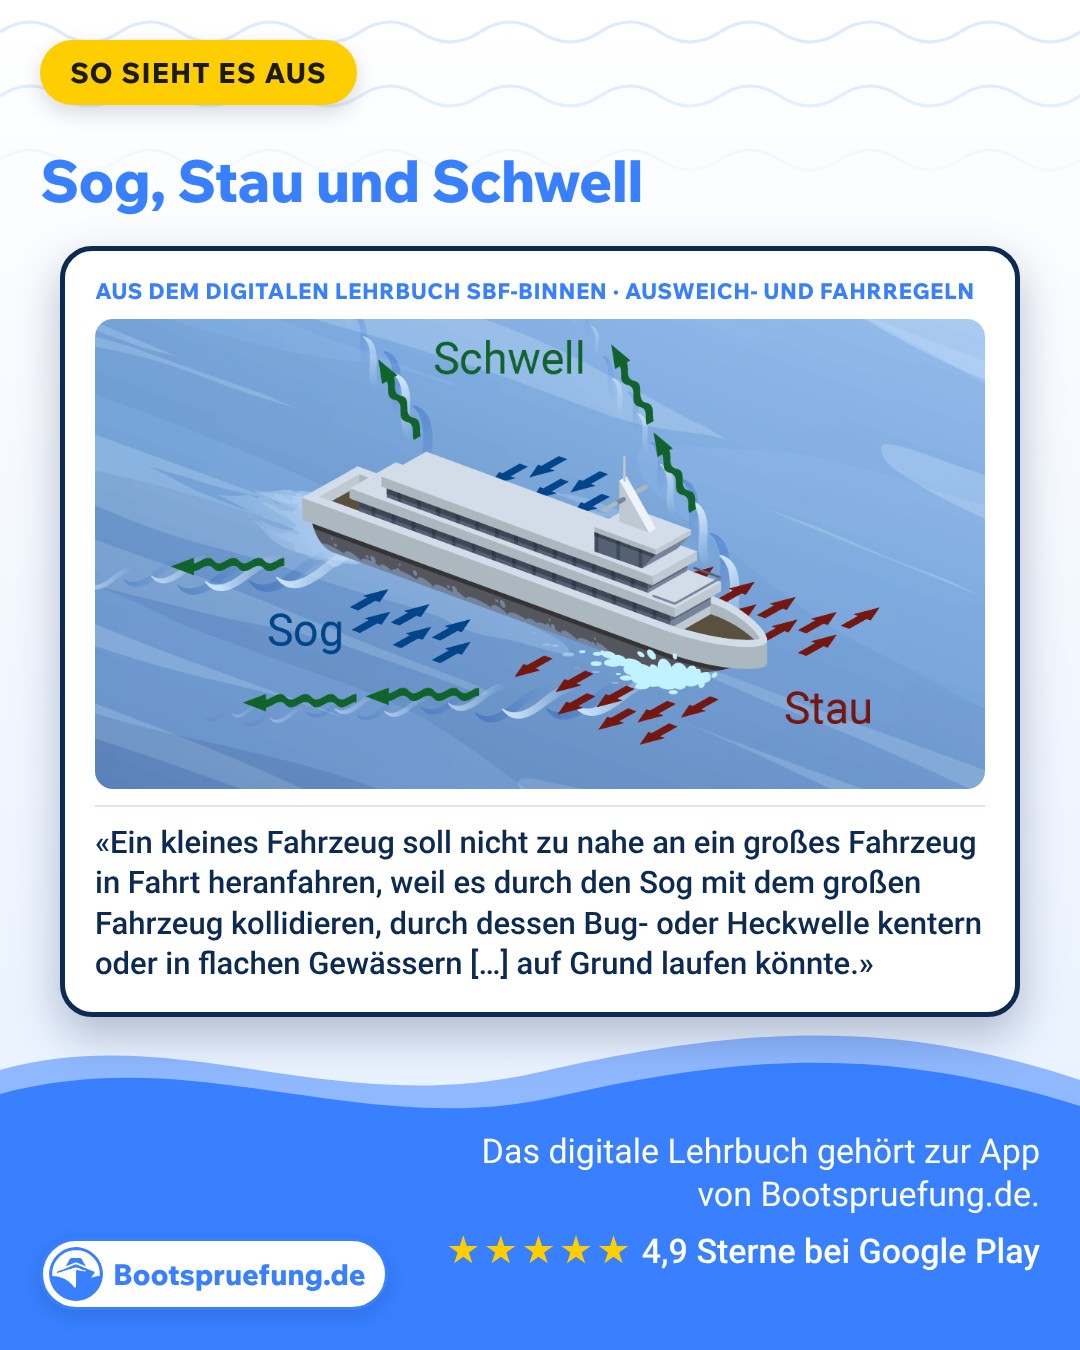 SO SIEHT ES AUS
Sog, Stau und Schwell
AUS DEM DIGITALEN LEHRBUCH SBF-BINNEN · AUSWEICH- UND FAHRREGELN
Schwell
Sog
Stau
«Ein kleines Fahrzeug soll nicht zu nahe an ein großes Fahrzeug
in Fahrt heranfahren, weil es durch den Sog mit dem großen
Fahrzeug kollidieren, durch dessen Bug- oder Heckwelle kentern
oder in flachen Gewässern [...] auf Grund laufen könnte.»
Das digitale Lehrbuch gehört zur App
von Bootspruefung.de.
★★★★★ 4,9 Sterne bei Google Play
Bootspruefung.de